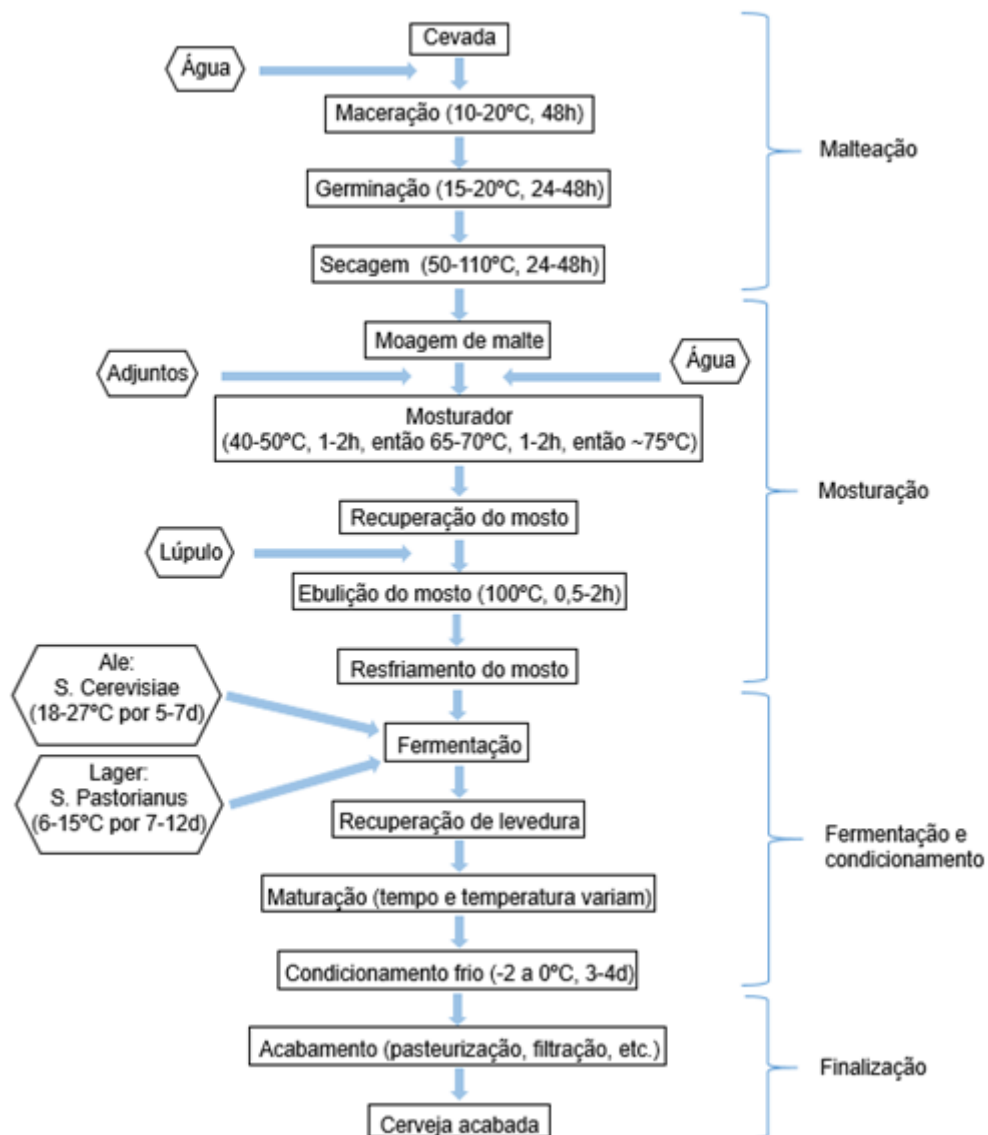 Cevada
Água
Maceração (10-20ºC, 48h)
Malteação
Germinação (15-20ºC, 24-48h)
Secagem (50-110ºC, 24-48h)
Moagem de malte
Adjuntos
Água
Mosturador
(40-50ºC, 1-2h, então 65-70ºC, 1-2h, então ~75ºC)
Mosturação
Recuperação do mosto
Lúpulo
Ebulição do mosto (100ºC, 0,5-2h)
Resfriamento do mosto
Ale:
S. Cerevisiae
(18-27ºC por 5-7d)
Fermentação
Lager:
S. Pastorianus
(6-15ºC por 7-12d)
Recuperação de levedura
Fermentação e
condicionamento
Maturação (tempo e temperatura variam)
Condicionamento frio (-2 a 0ºC, 3-4d)
Acabamento (pasteurização, filtração, etc.)
Finalização
Cerveja acabada